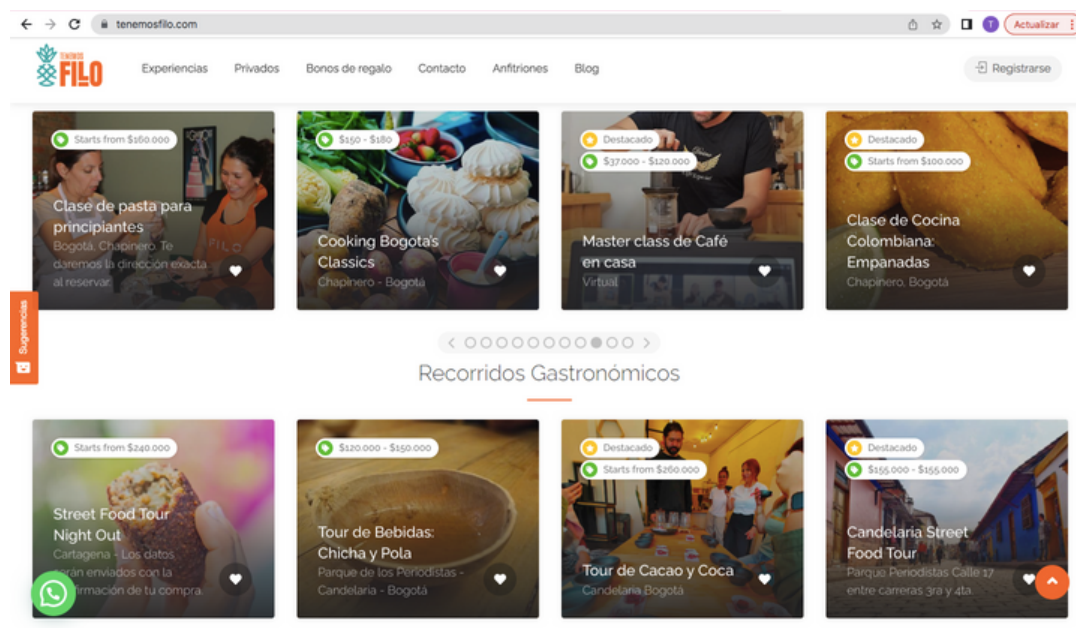 tenemosfilo.com
Actualizar
TENEMOS
FILO
Experiencias
Privados
Bonos de regalo
Contacto
Anfitriones
Blog
Registrarse
Starts from $160.000
Clase de pasta para
principiantes
Bogotá, Chapinero. Te
daremos la dirección exacta
al reservar.
$150 - $180
Cooking Bogota's
Classics
Chapinero - Bogotá
Destacado
$37.000 - $120.000
Master class de Café
en casa
Virtual
Destacado
Starts from $100.000
Clase de Cocina
Colombiana:
Empanadas
Chapinero, Bogotá
Sugerencias
Recorridos Gastronómicos
Starts from $240.000
Street Food Tour
Night Out
Cartagena - Los datos
serán enviados con la
rmación de tu compra.
$120.000 - $150.000
Tour de Bebidas:
Chicha y Pola
Parque de los Periodistas -
Candelaria - Bogotá
Destacado
Starts from $260.000
Tour de Cacao y Coca
Candelaria Bogotá
Destacado
$155.000 - $155.000
Candelaria Street
Food Tour
Parque Periodistas Calle 17
entre carreras 3ra y 4ta.